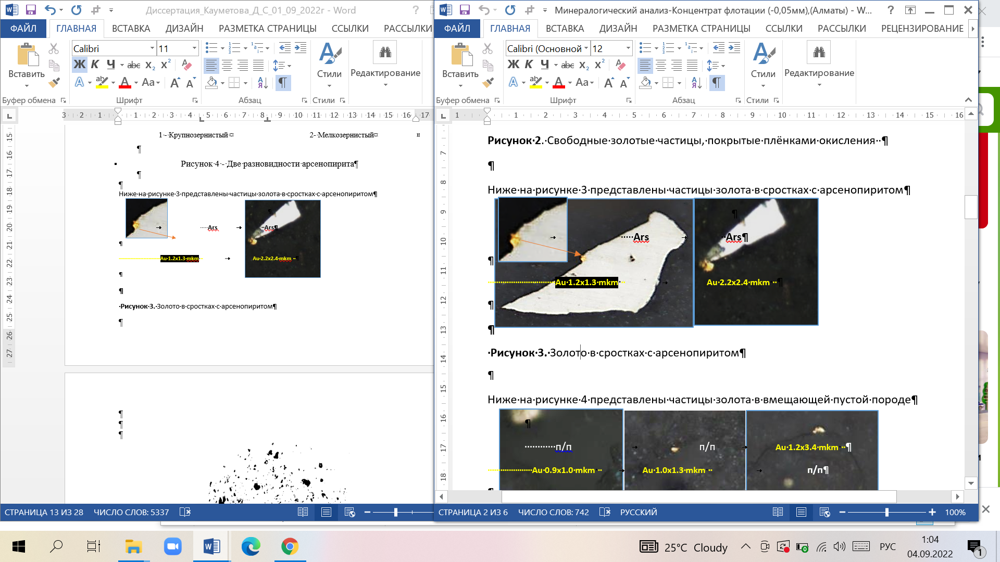 Диссертация_Кауметова_Д_С_01_09_2022г - Word
ФАЙЛ ГЛАВНАЯ ВСТАВКА ДИЗАЙН РАЗМЕТКА СТРАНИЦЫ ССЫЛКИ РАССЫЛКИ
Calibri 11
Вставить
Ж К Ч abc X₂ X²
Стили
Редактирование
Буфер обмена Шрифт Абзац Стили
3 2 1 1 2 3 4 5 6 7 8 9 10 11 12 13 14 15 16 17
15
16
17
18
19
20
21
22
23
24
25
26
27
1 - Крупнозернистый 2- Мелкозернистый
Рисунок 4 - Две разновидности арсенопирита¶
Ниже на рисунке 3 представлены частицы золота в сростках с арсенопиритом¶
Ars Ars¶
Au 1.2x1.3 mkm Au 2.2x2.4 mkm
Рисунок 3. Золото в сростках с арсенопиритом¶
СТРАНИЦА 13 ИЗ 28 ЧИСЛО СЛОВ: 5337
Минералогический анализ-Концентрат флотации (-0,05мм),(Алматы) - W...
ФАЙЛ ГЛАВНАЯ ВСТАВКА ДИЗАЙН РАЗМЕТКА СТРАНИЦЫ ССЫЛКИ РАССЫЛКИ РЕЦЕНЗИРОВАНИЕ
Calibri (Основной 12
Вставить
Ж К Ч abc X₂ X²
Стили
Редактирование
Буфер обмена Шрифт Абзац Стили
1 1 2 3 4 5 6 7 8 9 10 11 12 13 14 15 16
7
8
9
10
11
12
13
14
15
16
17
18
Рисунок 2. Свободные золотые частицы, покрытые плёнками окисления ¶
Ниже на рисунке 3 представлены частицы золота в сростках с арсенопиритом¶
Ars Ars¶
Au 1.2x1.3 mkm Au 2.2x2.4 mkm
Рисунок 3. Золото в сростках с арсенопиритом¶
Ниже на рисунке 4 представлены частицы золота в вмещающей пустой породе¶
п/п п/п Au 1.2x3.4 mkm ¶
Au 0.9x1.0 mkm Au 1.0x1.3 mkm п/п¶
СТРАНИЦА 2 ИЗ 6 ЧИСЛО СЛОВ: 742 РУССКИЙ 100%
25°C Cloudy РУС 1:04
04.09.2022 1